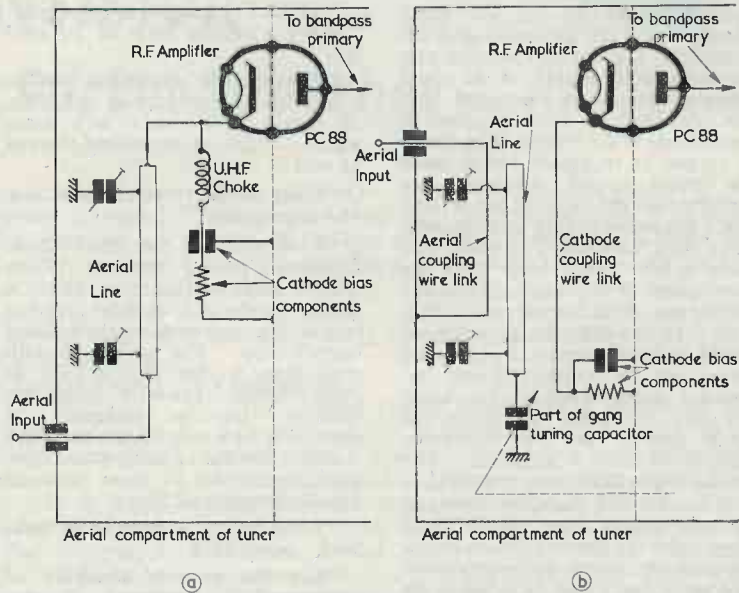 To bandpass
primary
R.F. Amplifier
PC 88
U.H.F.
Choke
Aerial
Line
Cathode bias
components
Aerial
Input
Aerial compartment of tuner
a
To bandpass
primary
R.F. Amplifier
PC 88
Aerial
Line
Aerial
Input
Aerial
coupling
wire link
Cathode
coupling
wire link
Cathode bias
components
Part of gang
tuning capacitor
Aerial compartment of tuner
b